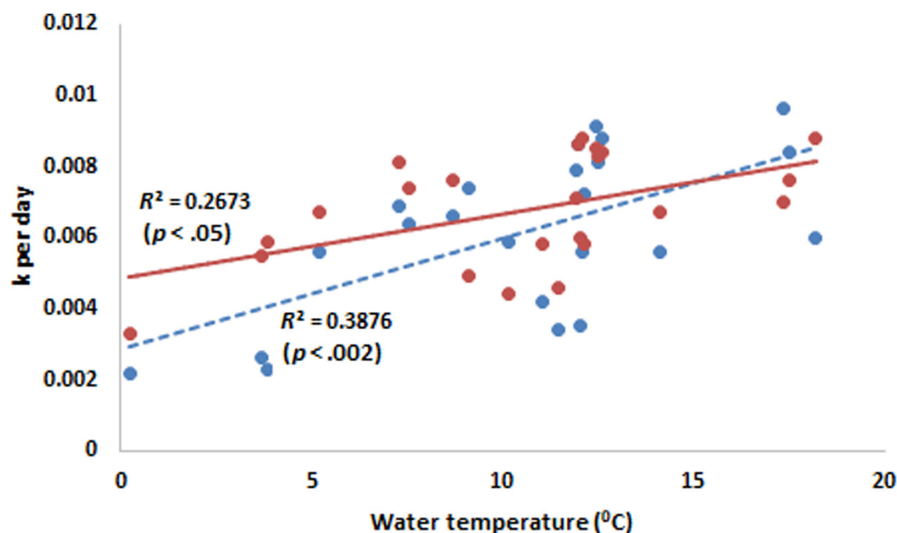 0.012
0.01
0.008
0.006
0.004
0.002
0
k per day
R² = 0.2673
(p < .05)
R² = 0.3876
(p < .002)
0 5 10 15 20
Water temperature (⁰C)